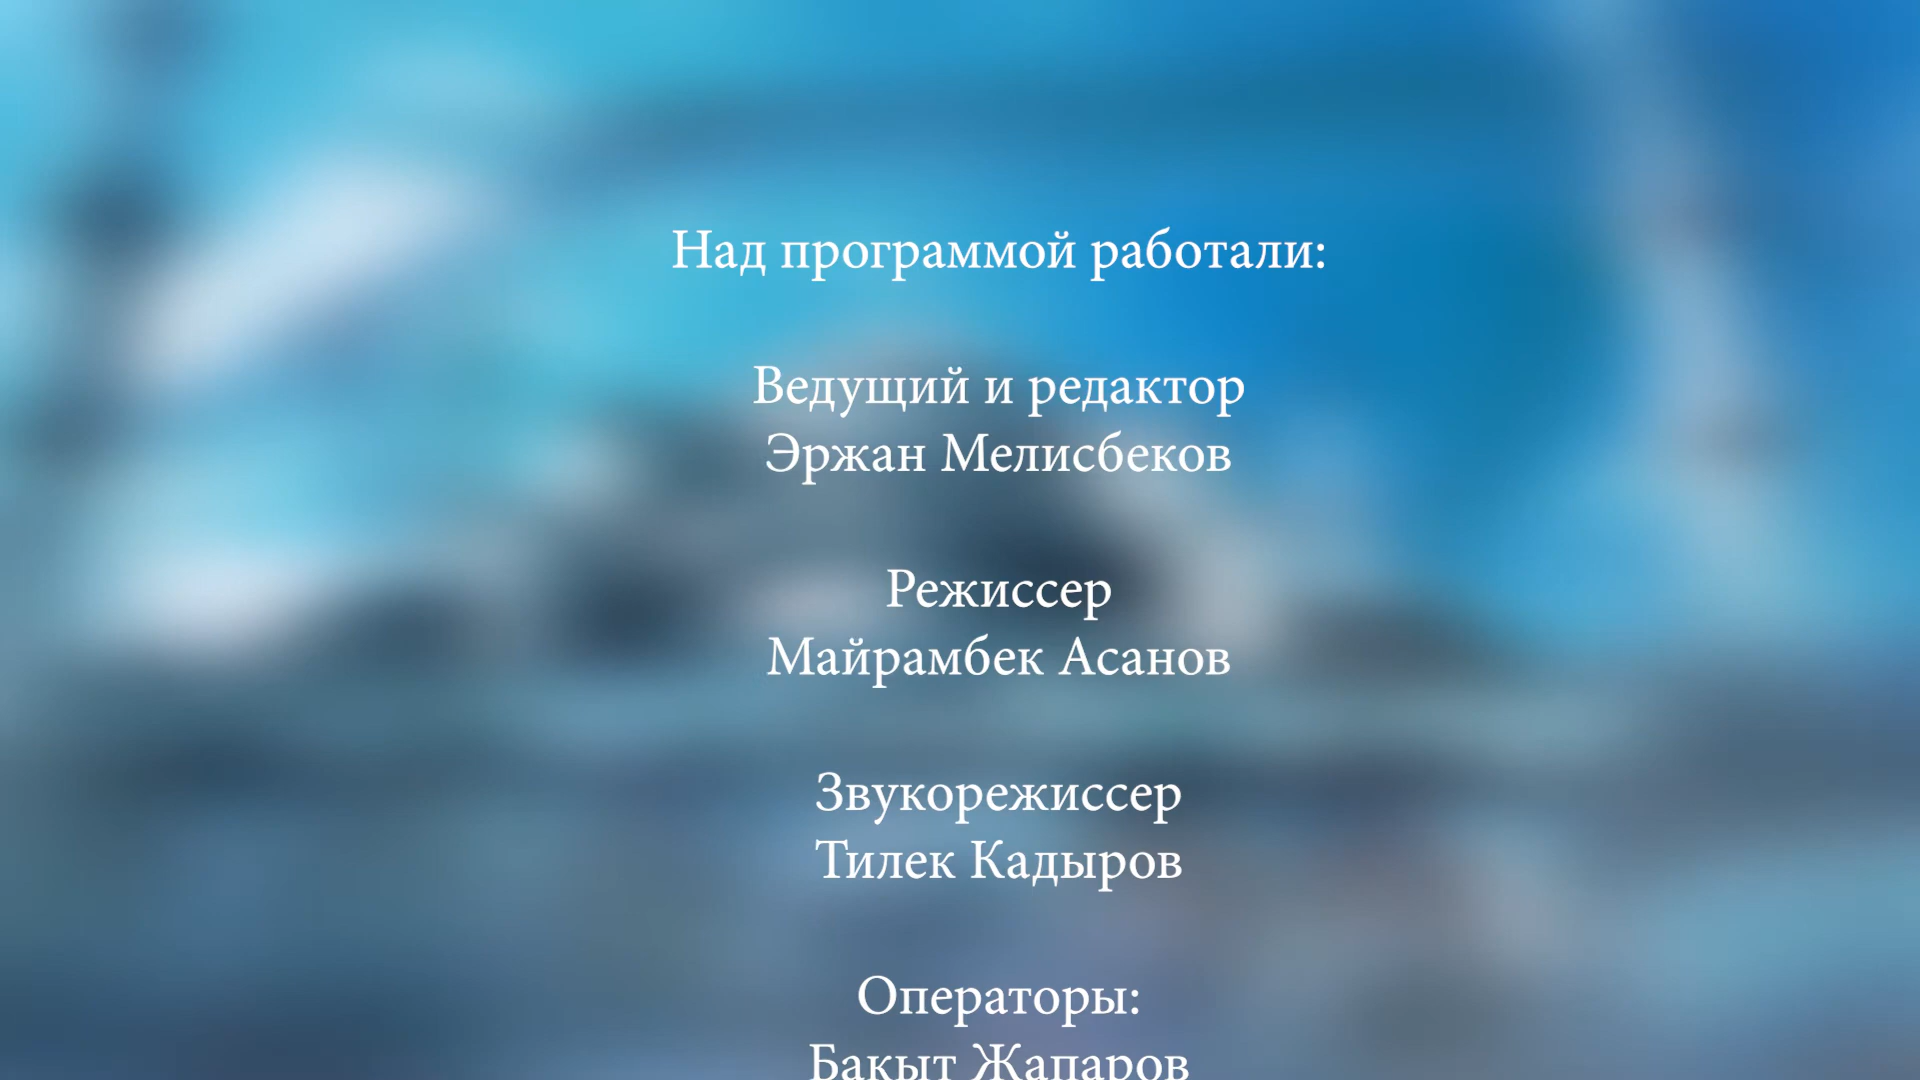 Над программой работали:
Ведущий и редактор
Эржан Мелисбеков
Режиссер
Майрамбек Асанов
Звукорежиссер
Тилек Кадыров
Операторы:
Бакыт Жапаров